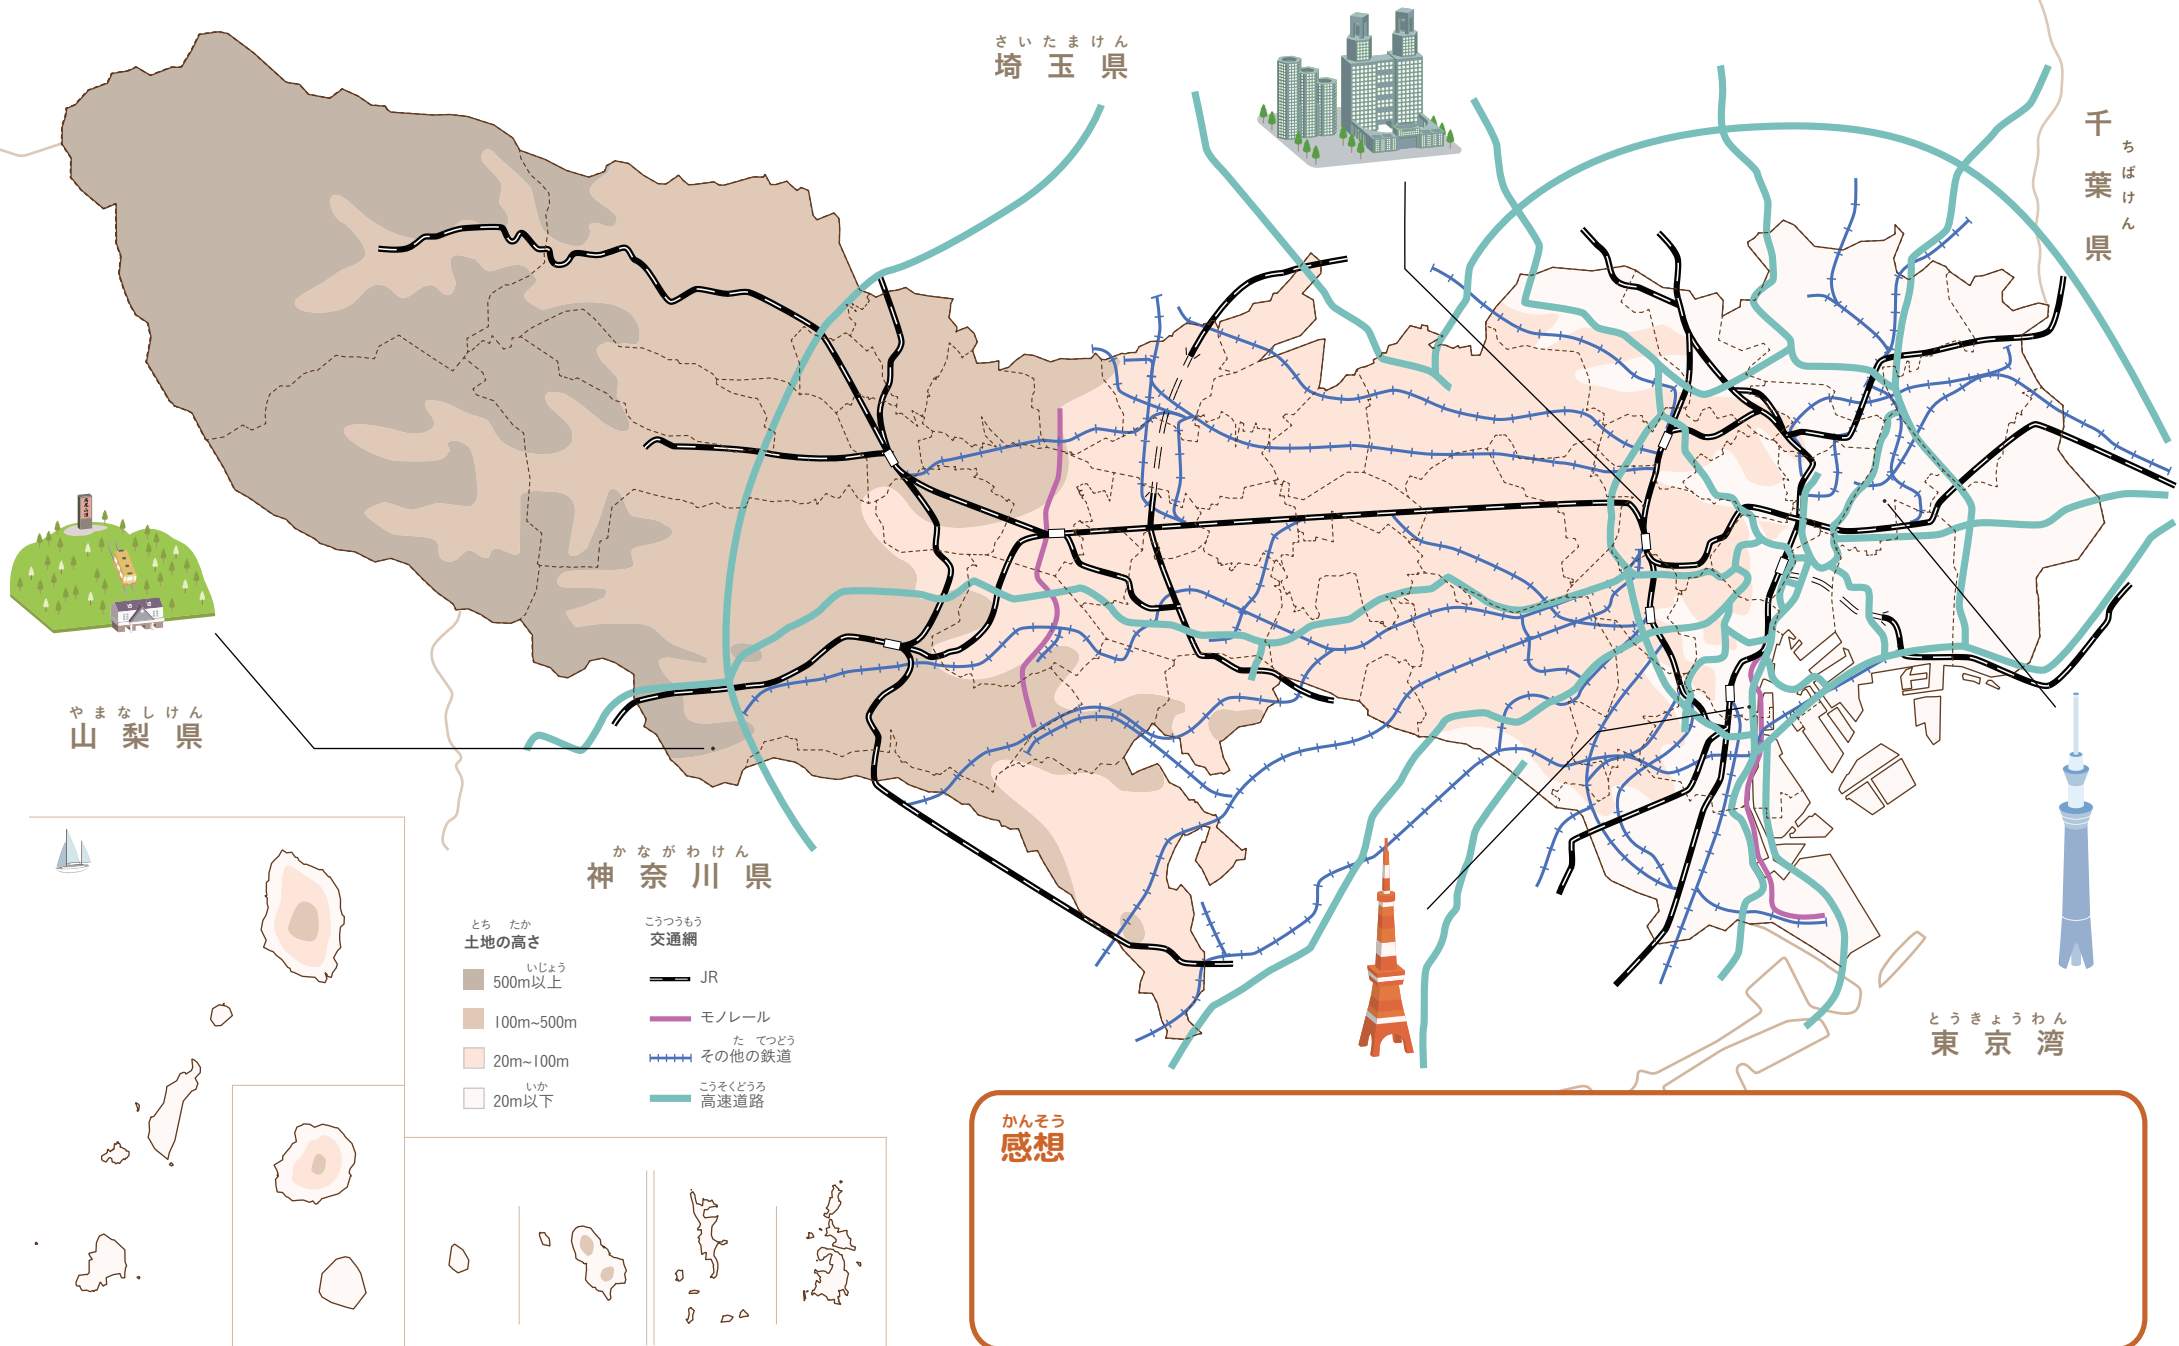 さいたまけん
埼玉県
千葉県
ちばけん
高尾山頂
やまなしけん
山梨県
かながわけん
神奈川県
とうきょうわん
東京湾
とち たか
土地の高さ
いじょう
500m以上
100m~500m
20m~100m
いか
20m以下
こうつうもう
交通網
JR
モノレール
た てつどう
その他の鉄道
こうそくどうろ
高速道路
かんそう
感想